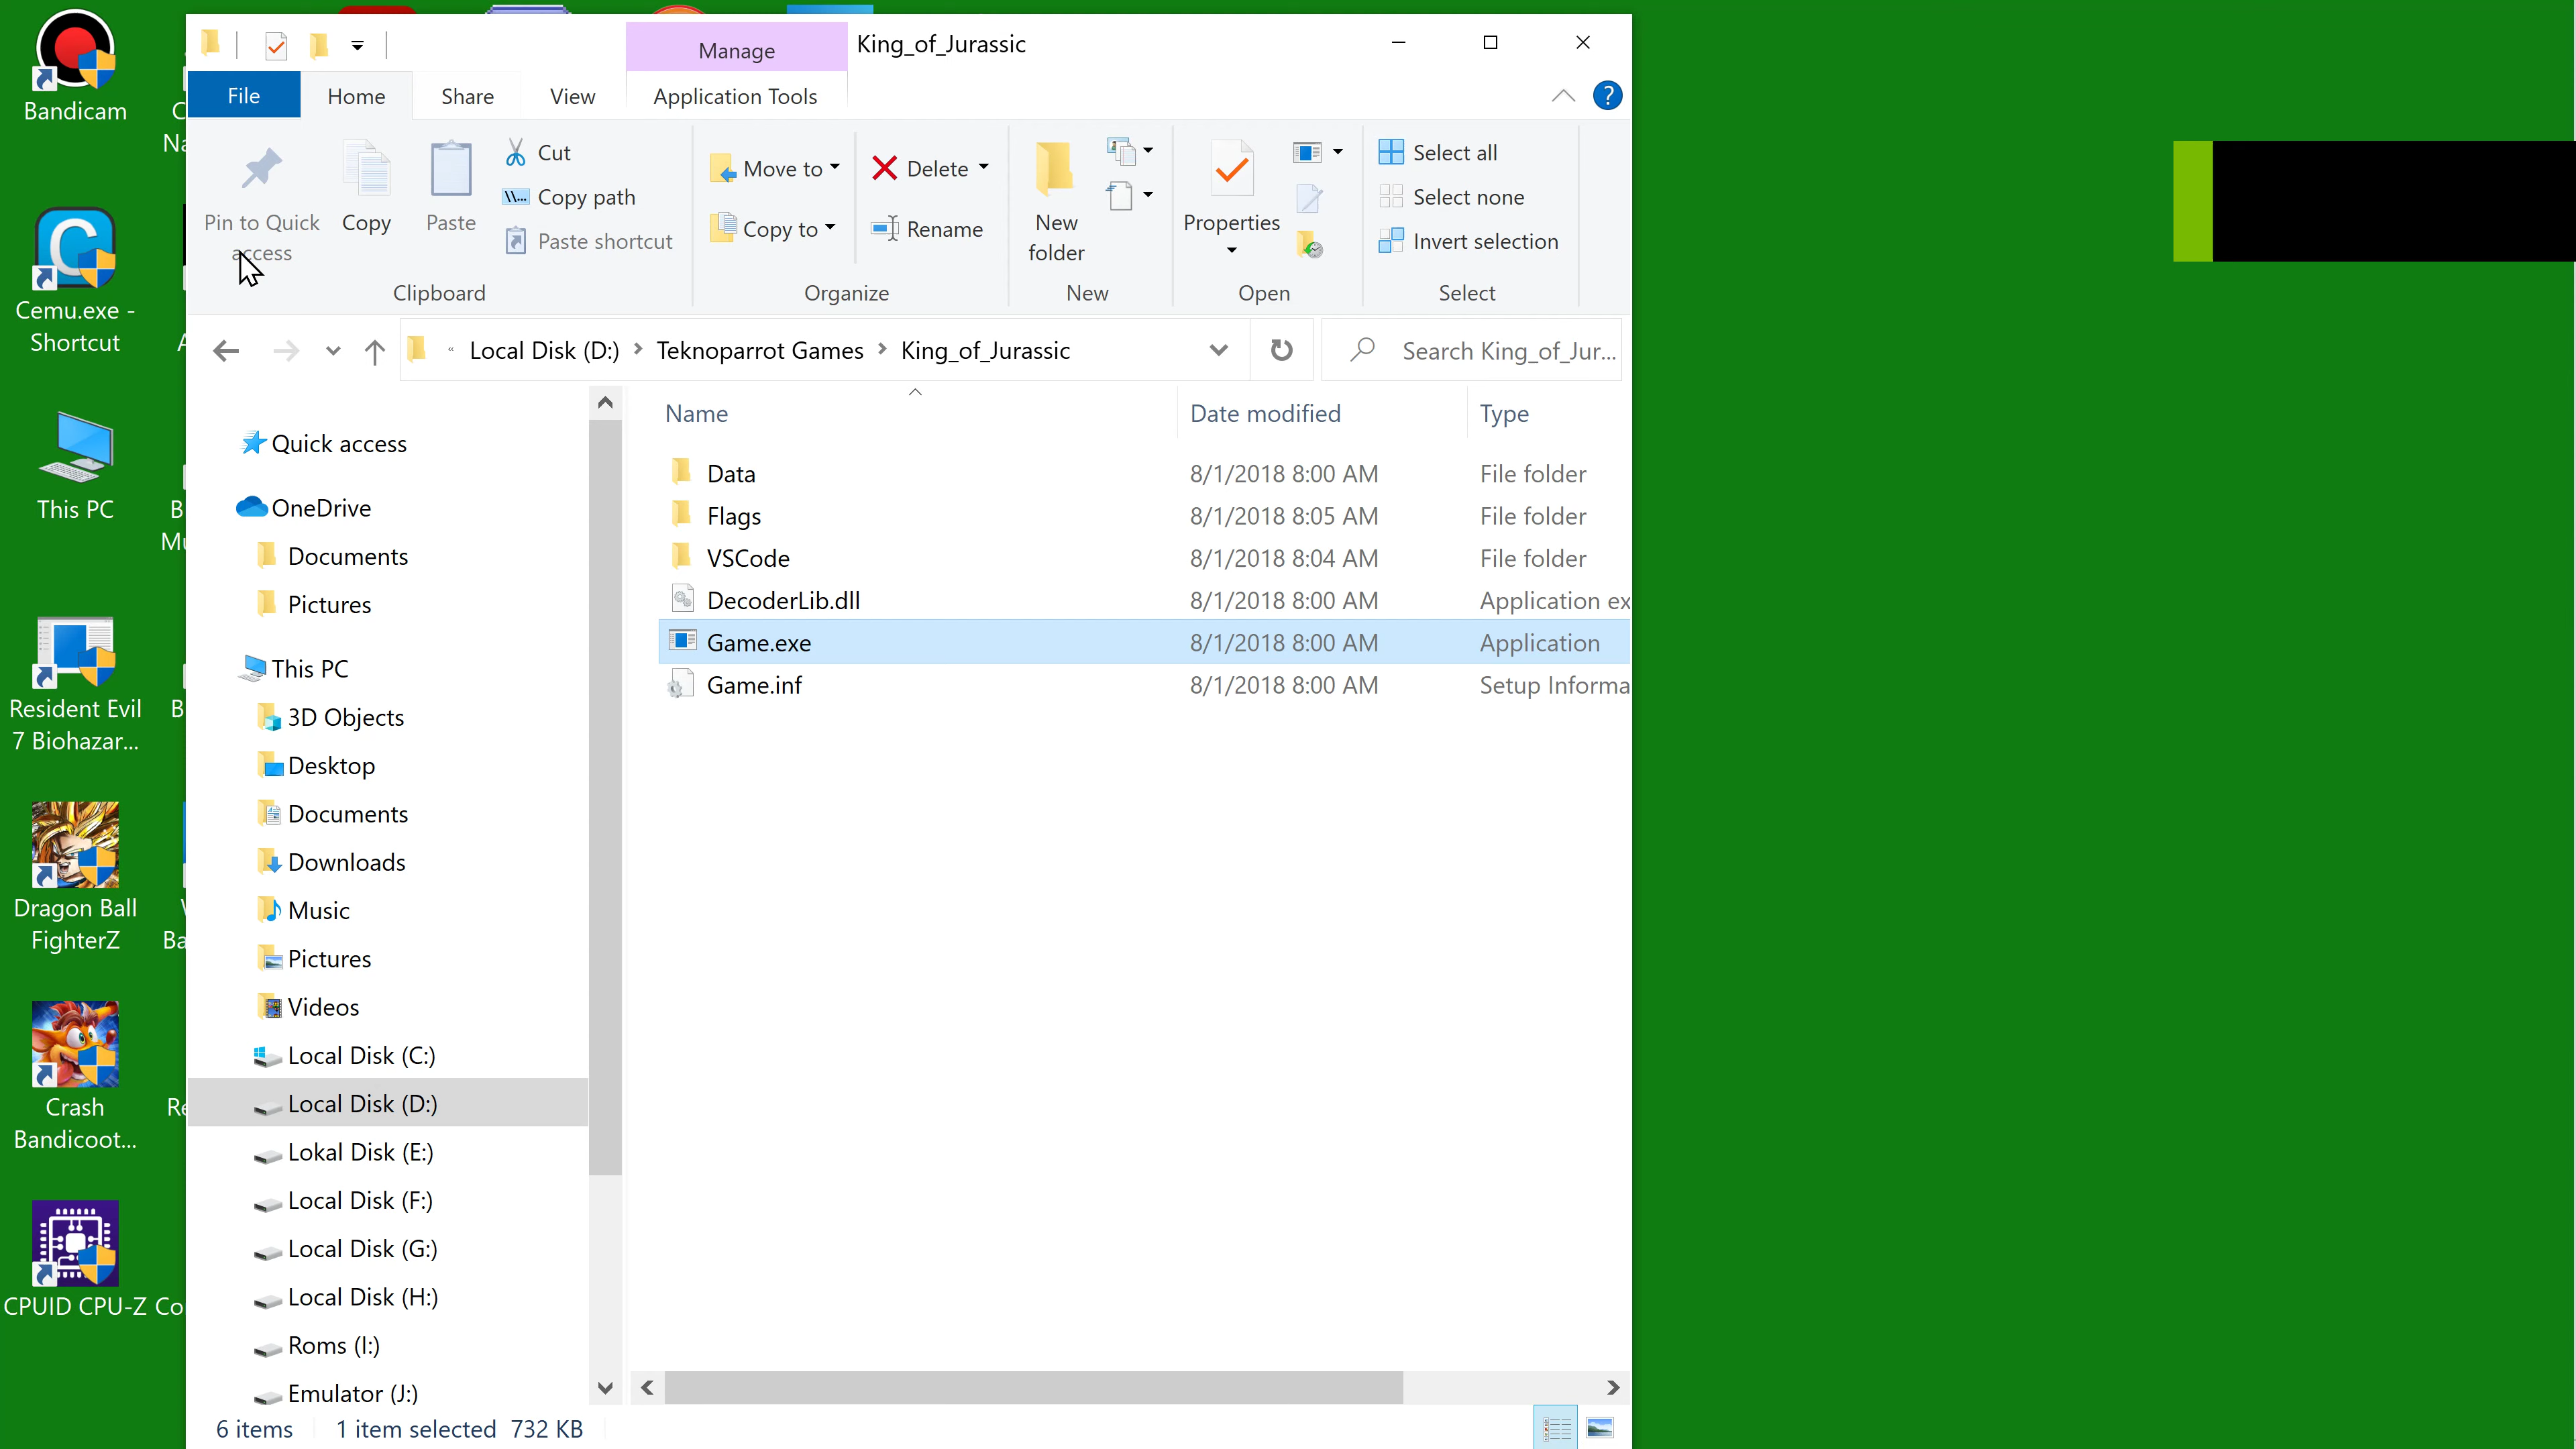 Manage
King_of_Jurassic
File
Home
Share
View
Application Tools
?
Pin to Quick access
Copy
Paste
Cut
Copy path
Paste shortcut
Clipboard
Move to
Copy to
Delete
Rename
Organize
New folder
New
Properties
Open
Select all
Select none
Invert selection
Select
« Local Disk (D:) > Teknoparrot Games > King_of_Jurassic
Search King_of_Jur...
Quick access
OneDrive
Documents
Pictures
This PC
3D Objects
Desktop
Documents
Downloads
Music
Pictures
Videos
Local Disk (C:)
Local Disk (D:)
Lokal Disk (E:)
Local Disk (F:)
Local Disk (G:)
Local Disk (H:)
Roms (I:)
Emulator (J:)
Name Date modified Type
Data 8/1/2018 8:00 AM File folder
Flags 8/1/2018 8:05 AM File folder
VSCode 8/1/2018 8:04 AM File folder
DecoderLib.dll 8/1/2018 8:00 AM Application ex
Game.exe 8/1/2018 8:00 AM Application
Game.inf 8/1/2018 8:00 AM Setup Informa
6 items 1 item selected 732 KB
Bandicam
Cemu.exe -
Shortcut
This PC
Resident Evil
7 Biohazar...
Dragon Ball
FighterZ
Crash
Bandicoot...
CPUID CPU-Z